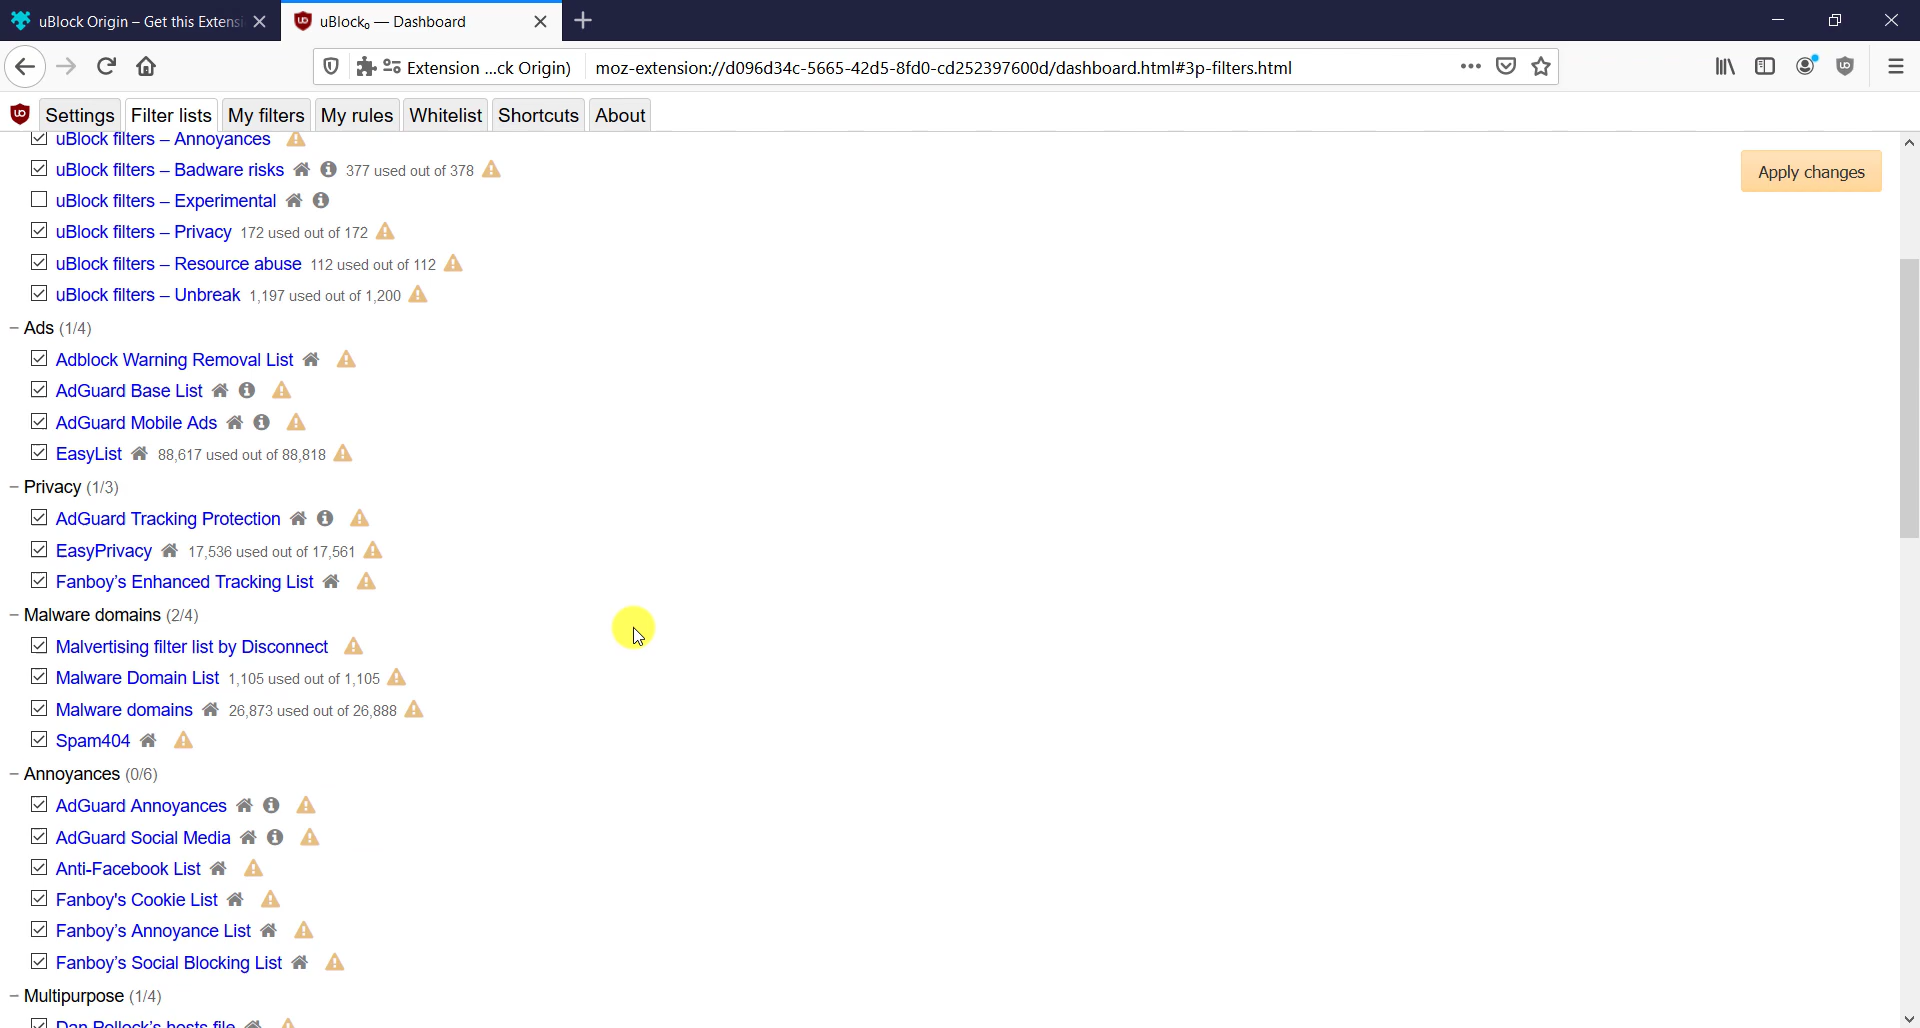 uBlock Origin – Get this Extensi
uBlock₀ — Dashboard
Extension ...ck Origin)
moz-extension://d096d34c-5665-42d5-8fd0-cd252397600d/dashboard.html#3p-filters.html
Settings
Filter lists
My filters
My rules
Whitelist
Shortcuts
About
Apply changes
uBlock filters – Annoyances
uBlock filters – Badware risks 377 used out of 378
uBlock filters – Experimental
uBlock filters – Privacy 172 used out of 172
uBlock filters – Resource abuse 112 used out of 112
uBlock filters – Unbreak 1,197 used out of 1,200
– Ads (1/4)
Adblock Warning Removal List
AdGuard Base List
AdGuard Mobile Ads
EasyList 88,617 used out of 88,818
– Privacy (1/3)
AdGuard Tracking Protection
EasyPrivacy 17,536 used out of 17,561
Fanboy’s Enhanced Tracking List
– Malware domains (2/4)
Malvertising filter list by Disconnect
Malware Domain List 1,105 used out of 1,105
Malware domains 26,873 used out of 26,888
Spam404
– Annoyances (0/6)
AdGuard Annoyances
AdGuard Social Media
Anti-Facebook List
Fanboy's Cookie List
Fanboy’s Annoyance List
Fanboy’s Social Blocking List
– Multipurpose (1/4)
Dan Pollock’s hosts file